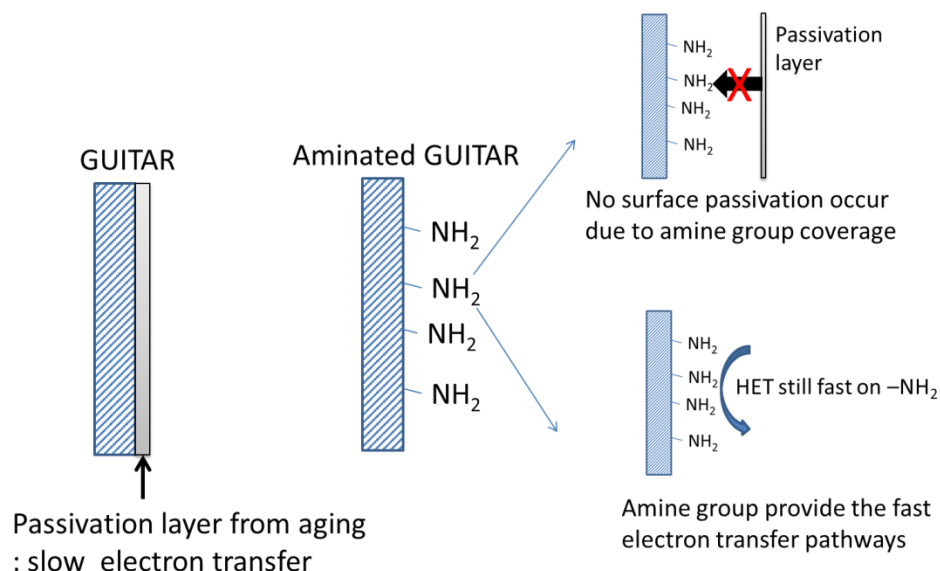 GUITAR
Passivation layer from aging
: slow electron transfer
Aminated GUITAR
NH2
NH2
NH2
NH2
NH2
NH2
NH2
NH2
Passivation
layer
No surface passivation occur
due to amine group coverage
NH2
NH2
NH2
NH2
HET still fast on –NH2
Amine group provide the fast
electron transfer pathways